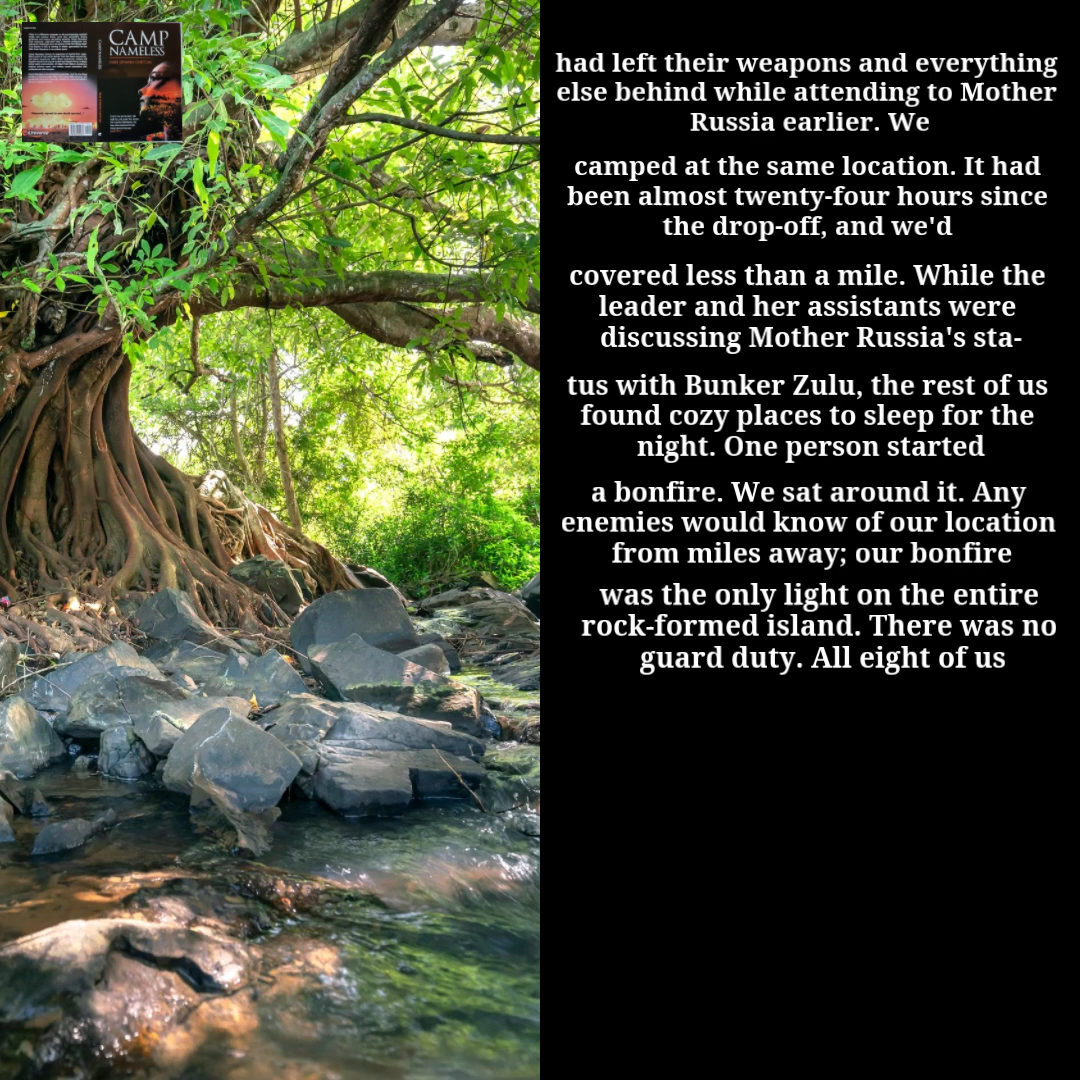 CAMP
NAMELESS
iUniverse
had left their weapons and everything
else behind while attending to Mother
Russia earlier. We
camped at the same location. It had
been almost twenty-four hours since
the drop-off, and we'd
covered less than a mile. While the
leader and her assistants were
discussing Mother Russia's sta-
tus with Bunker Zulu, the rest of us
found cozy places to sleep for the
night. One person started
a bonfire. We sat around it. Any
enemies would know of our location
from miles away; our bonfire
was the only light on the entire
rock-formed island. There was no
guard duty. All eight of us